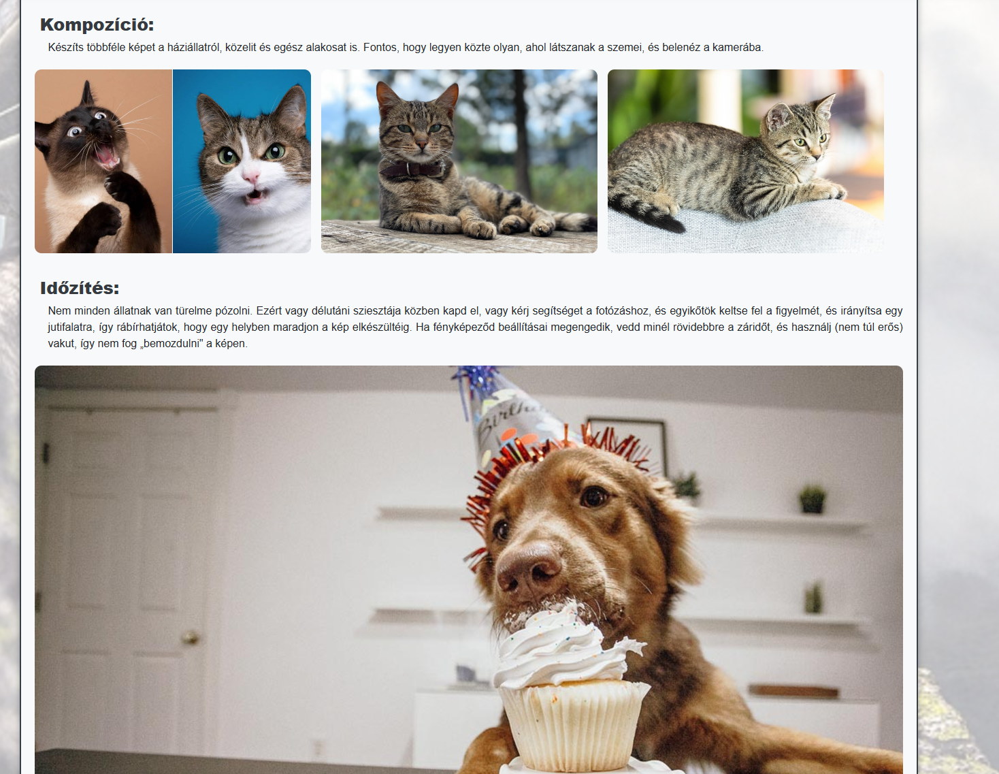 Kompozíció:
Készíts többféle képet a háziállatról, közelit és egész alakosat is. Fontos, hogy legyen közte olyan, ahol látszanak a szemei, és belenéz a kamerába.
Időzítés:
Nem minden állatnak van türelme pózolni. Ezért vagy délutáni sziesztája közben kapd el, vagy kérj segítséget a fotózáshoz, és egyikőtök keltse fel a figyelmét, és irányítsa egy
jutifalatra, így rábírhatjátok, hogy egy helyben maradjon a kép elkészültéig. Ha fényképeződ beállításai megengedik, vedd minél rövidebbre a záridőt, és használj (nem túl erős)
vakut, így nem fog „bemozdulni" a képen.